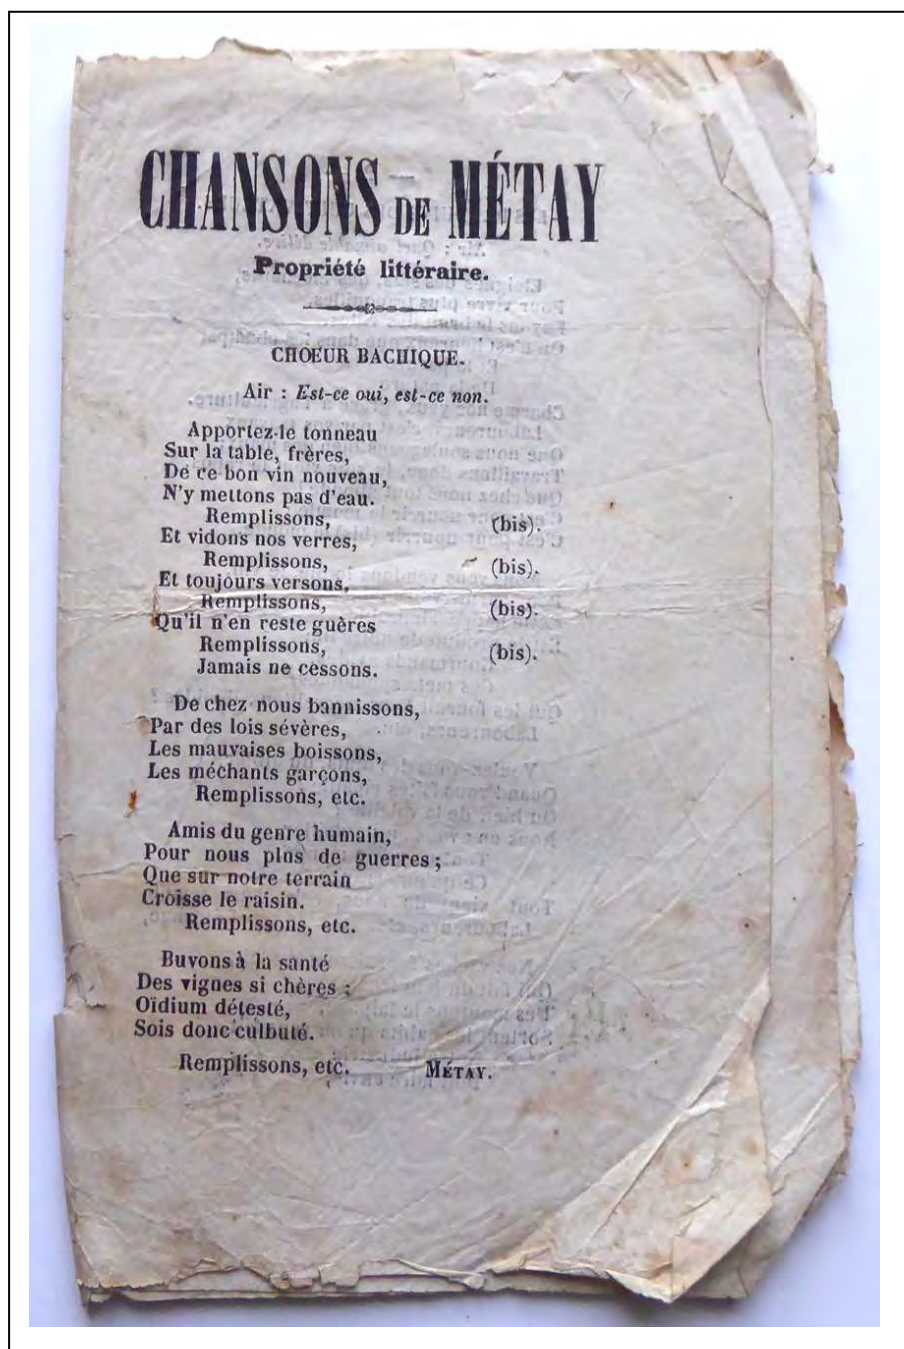 CHANSONS DE MÉTAY
Propriété littéraire.
CHOEUR BACHIQUE.
Air : Est-ce oui, est-ce non.
Apportez-le tonneau
Sur la table, frères,
De ce bon vin nouveau,
N'y mettons pas d'eau.
Remplissons, (bis).
Et vidons nos verres,
Remplissons, (bis).
Et toujours versons,
Remplissons, (bis).
Qu'il n'en reste guères
Remplissons, (bis).
Jamais ne cessons.
De chez nous bannissons,
Par des lois sévères,
Les mauvaises boissons,
Les méchants garçons,
Remplissons, etc.
Amis du genre humain,
Pour nous plns de guerres ;
Que sur notre terrain
Croisse le raisin.
Remplissons, etc.
Buvons à la santé
Des vignes si chères ;
Oïdium détesté,
Sois donc culbuté.
Remplissons, etc. MÉTAY.